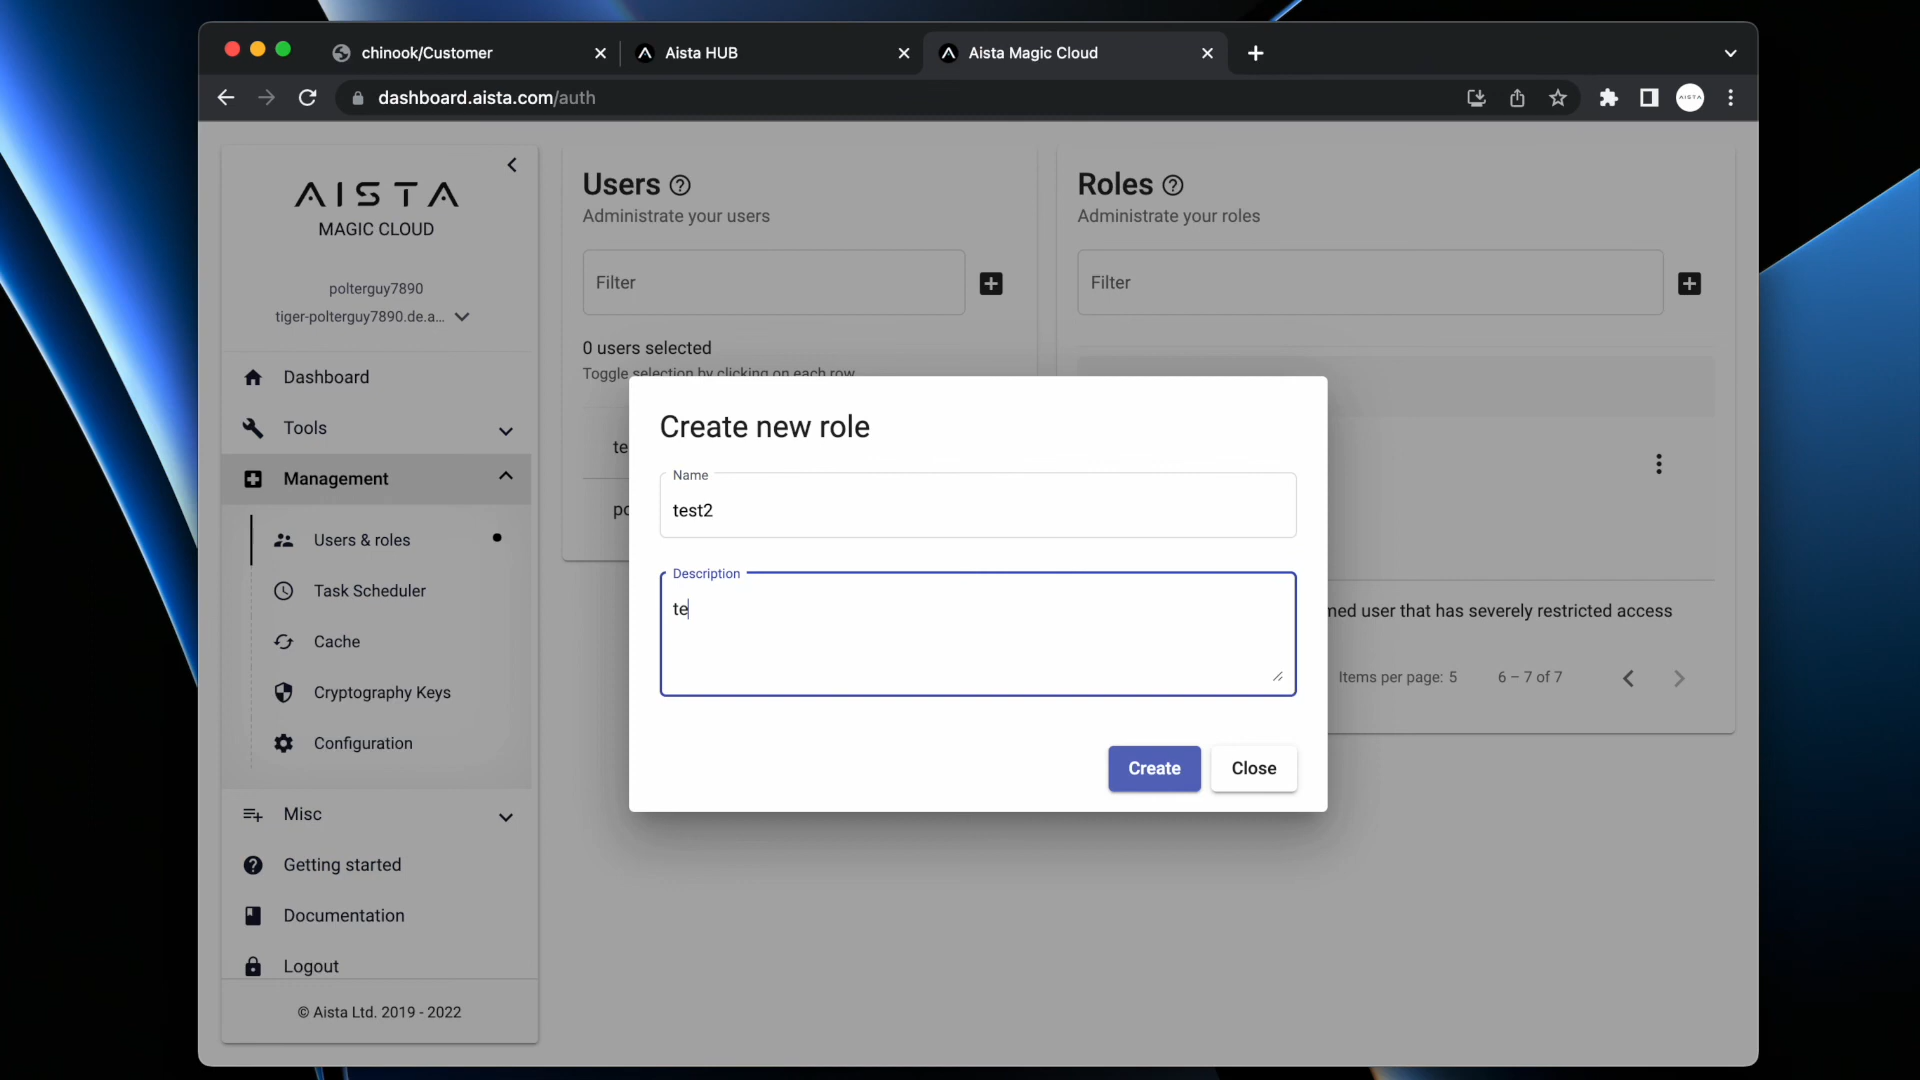 chinook/Customer
Aista HUB
Aista Magic Cloud
dashboard.aista.com/auth
AISTA
AISTA
MAGIC CLOUD
polterguy7890
tiger-polterguy7890.de.a...
Dashboard
Tools
Management
Users & roles
Task Scheduler
Cache
Cryptography Keys
Configuration
Misc
Getting started
Documentation
Logout
© Aista Ltd. 2019 - 2022
Users
Administrate your users
Filter
0 users selected
Toggle selection by clicking on each row
te
po
Roles
Administrate your roles
Filter
Create new role
Name
test2
Description
te
Create
Close
ned user that has severely restricted access
Items per page: 5
6 – 7 of 7